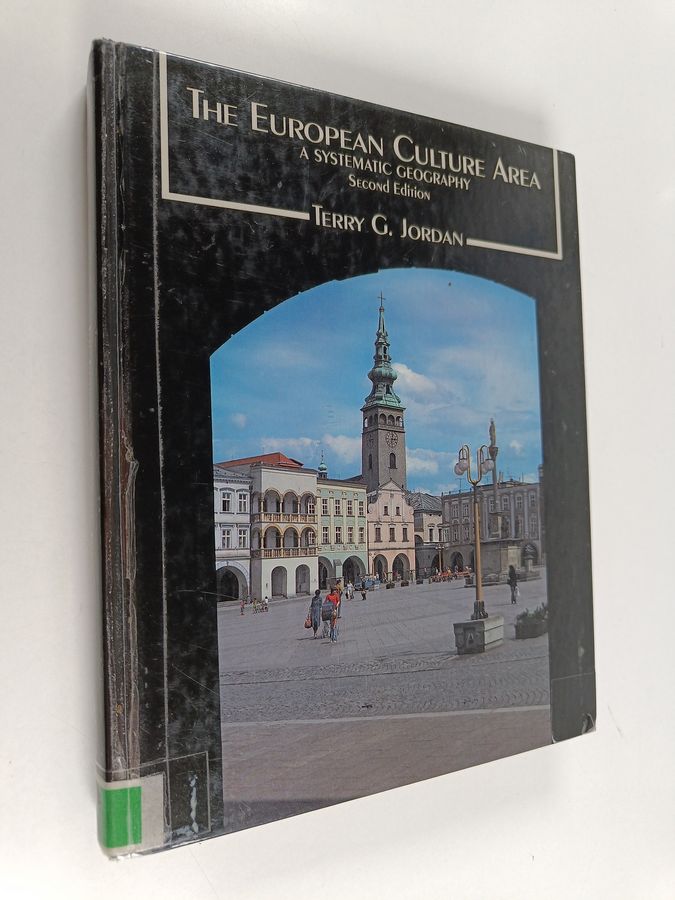 THE EUROPEAN CULTURE AREA
A SYSTEMATIC GEOGRAPHY
SECOND EDITION
TERRY G. JORDAN